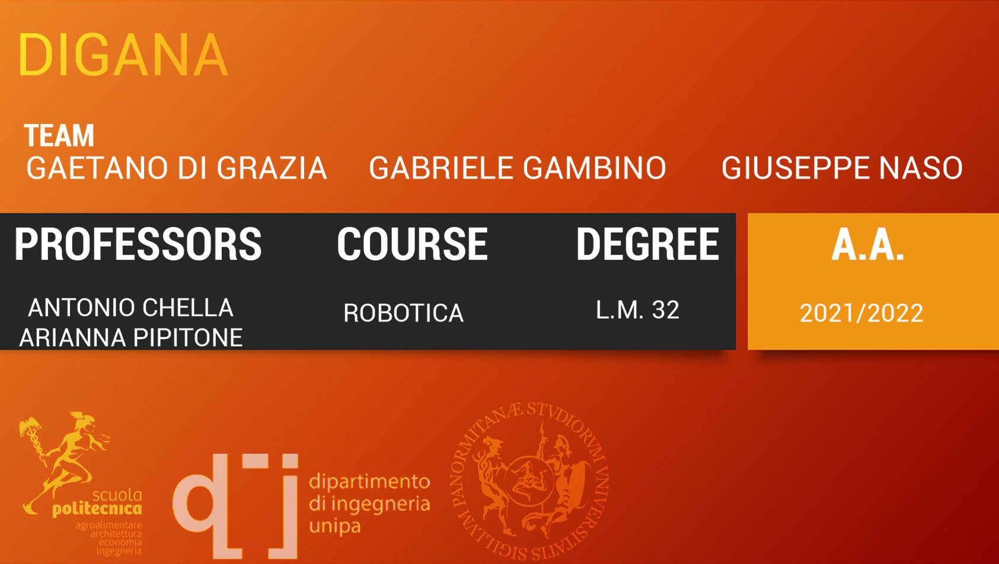 DIGANA
TEAM
GAETANO DI GRAZIA GABRIELE GAMBINO GIUSEPPE NASO
PROFESSORS COURSE DEGREE A.A.
ANTONIO CHELLA
ARIANNA PIPITONE
ROBOTICA
L.M. 32
2021/2022
scuola
politecnica
agroalimentare
architettura
economia
ingegneria
dipartimento
di ingegneria
unipa
SIGILLVM PANORMITANÆ STVDIORVM VNIVERSITATIS